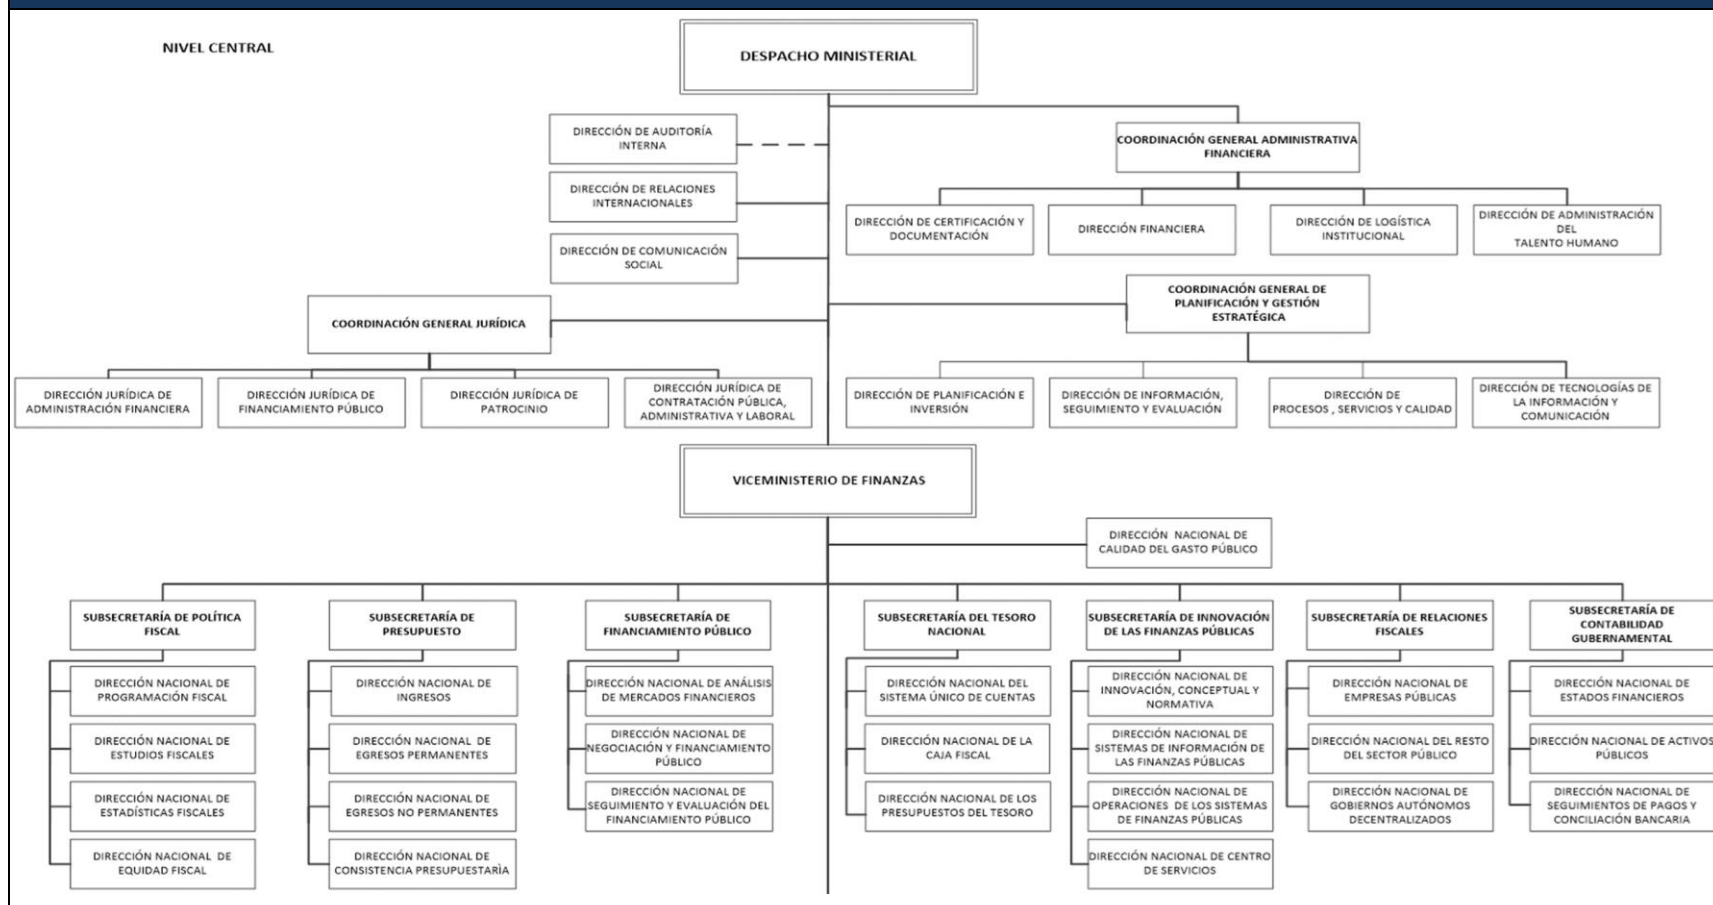 NIVEL CENTRAL
DESPACHO MINISTERIAL
DIRECCIÓN DE AUDITORÍA
INTERNA
DIRECCIÓN DE RELACIONES
INTERNACIONALES
DIRECCIÓN DE COMUNICACIÓN
SOCIAL
COORDINACIÓN GENERAL ADMINISTRATIVA
FINANCIERA
DIRECCIÓN DE CERTIFICACIÓN Y
DOCUMENTACIÓN
DIRECCIÓN FINANCIERA
DIRECCIÓN DE LOGÍSTICA
INSTITUCIONAL
DIRECCIÓN DE ADMINISTRACIÓN
DEL
TALENTO HUMANO
COORDINACIÓN GENERAL JURÍDICA
DIRECCIÓN JURÍDICA DE
ADMINISTRACIÓN FINANCIERA
DIRECCIÓN JURÍDICA DE
FINANCIAMIENTO PÚBLICO
DIRECCIÓN JURÍDICA DE
PATROCINIO
DIRECCIÓN JURÍDICA DE
CONTRATACIÓN PÚBLICA,
ADMINISTRATIVA Y LABORAL
COORDINACIÓN GENERAL DE
PLANIFICACIÓN Y GESTIÓN
ESTRATÉGICA
DIRECCIÓN DE PLANIFICACIÓN E
INVERSIÓN
DIRECCIÓN DE INFORMACIÓN,
SEGUIMIENTO Y EVALUACIÓN
DIRECCIÓN DE
PROCESOS , SERVICIOS Y CALIDAD
DIRECCIÓN DE TECNOLOGÍAS DE
LA INFORMACIÓN Y
COMUNICACIÓN
VICEMINISTERIO DE FINANZAS
DIRECCIÓN NACIONAL DE
CALIDAD DEL GASTO PÚBLICO
SUBSECRETARÍA DE POLÍTICA
FISCAL
DIRECCIÓN NACIONAL DE
PROGRAMACIÓN FISCAL
DIRECCIÓN NACIONAL DE
ESTUDIOS FISCALES
DIRECCIÓN NACIONAL DE
ESTADÍSTICAS FISCALES
DIRECCIÓN NACIONAL DE
EQUIDAD FISCAL
SUBSECRETARÍA DE
PRESUPUESTO
DIRECCIÓN NACIONAL DE
INGRESOS
DIRECCIÓN NACIONAL DE
EGRESOS PERMANENTES
DIRECCIÓN NACIONAL DE
EGRESOS NO PERMANENTES
DIRECCIÓN NACIONAL DE
CONSISTENCIA PRESUPUESTARÌA
SUBSECRETARÍA DE
FINANCIAMIENTO PÚBLICO
DIRECCIÓN NACIONAL DE ANÁLISIS
DE MERCADOS FINANCIEROS
DIRECCIÓN NACIONAL DE
NEGOCIACIÓN Y FINANCIAMIENTO
PÚBLICO
DIRECCIÓN NACIONAL DE
SEGUIMIENTO Y EVALUACIÓN DEL
FINANCIAMIENTO PÚBLICO
SUBSECRETARÍA DEL TESORO
NACIONAL
DIRECCIÓN NACIONAL DEL
SISTEMA ÚNICO DE CUENTAS
DIRECCIÓN NACIONAL DE LA
CAJA FISCAL
DIRECCIÓN NACIONAL DE LOS
PRESUPUESTOS DEL TESORO
SUBSECRETARÍA DE INNOVACIÓN
DE LAS FINANZAS PÚBLICAS
DIRECCIÓN NACIONAL DE
INNOVACIÓN, CONCEPTUAL Y
NORMATIVA
DIRECCIÓN NACIONAL DE
SISTEMAS DE INFORMACIÓN DE
LAS FINANZAS PÚBLICAS
DIRECCIÓN NACIONAL DE
OPERACIONES DE LOS SISTEMAS
DE FINANZAS PÚBLICAS
DIRECCIÓN NACIONAL DE CENTRO
DE SERVICIOS
SUBSECRETARÍA DE RELACIONES
FISCALES
DIRECCIÓN NACIONAL DE
EMPRESAS PÚBLICAS
DIRECCIÓN NACIONAL DEL RESTO
DEL SECTOR PÚBLICO
DIRECCIÓN NACIONAL DE
GOBIERNOS AUTÓNOMOS
DECENTRALIZADOS
SUBSECRETARÍA DE
CONTABILIDAD
GUBERNAMENTAL
DIRECCIÓN NACIONAL DE
ESTADOS FINANCIEROS
DIRECCIÓN NACIONAL DE ACTIVOS
PÚBLICOS
DIRECCIÓN NACIONAL DE
SEGUIMIENTOS DE PAGOS Y
CONCILIACIÓN BANCARIA